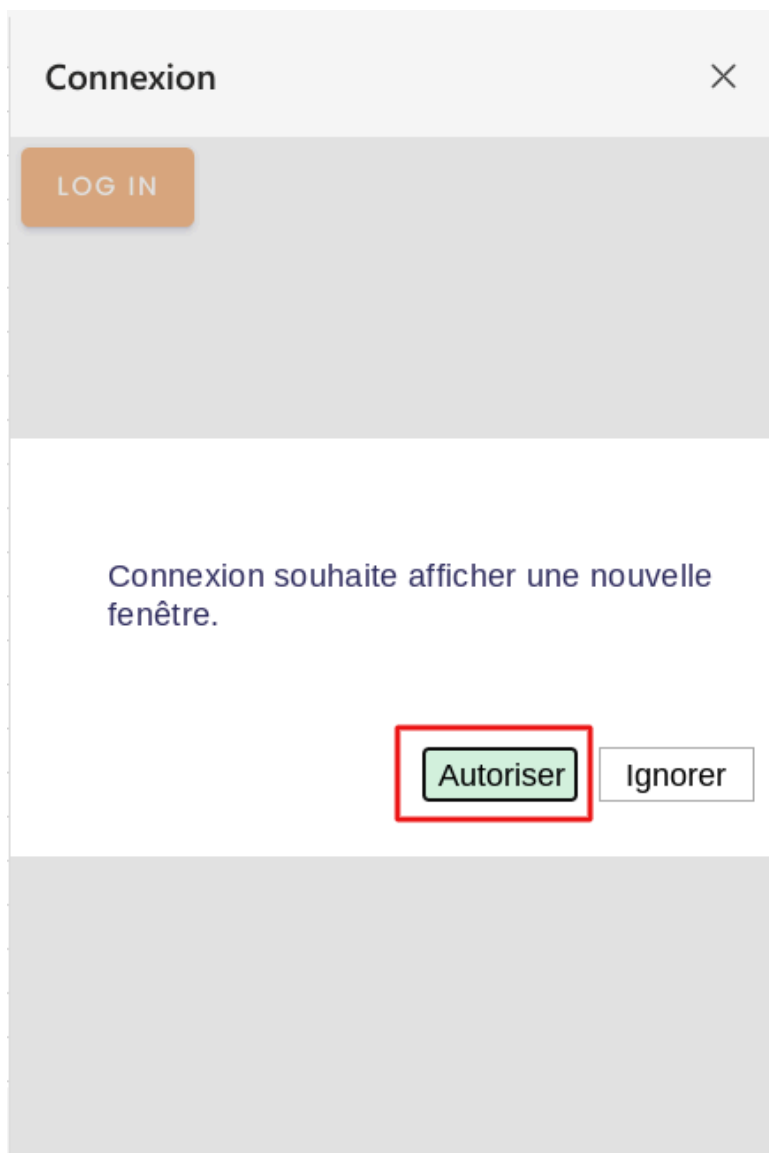 Connexion
LOG IN
Connexion souhaite afficher une nouvelle
fenêtre.
Autoriser
Ignorer